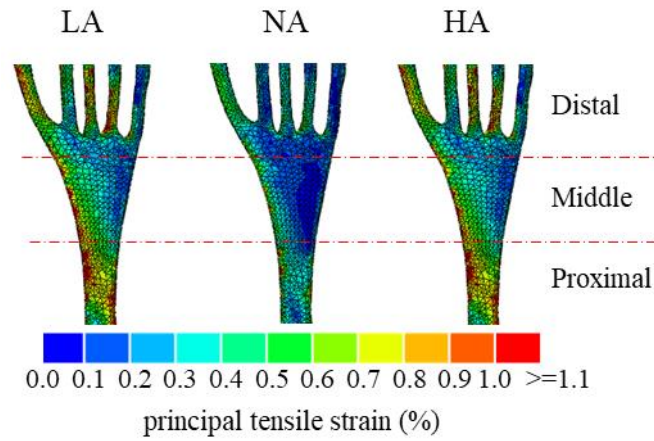 LA NA HA
Distal
Middle
Proximal
0.0 0.1 0.2 0.3 0.4 0.5 0.6 0.7 0.8 0.9 1.0 >=1.1
principal tensile strain (%)